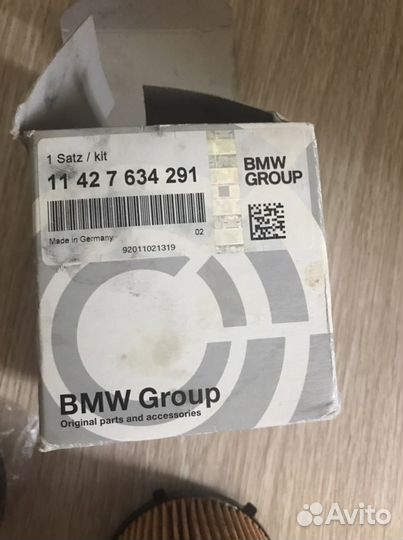 1 Satz / kit
11 42 7 634 291
BMW
GROUP
Made in Germany
02
92011021319
BMW Group
Original parts and accessories
Avito